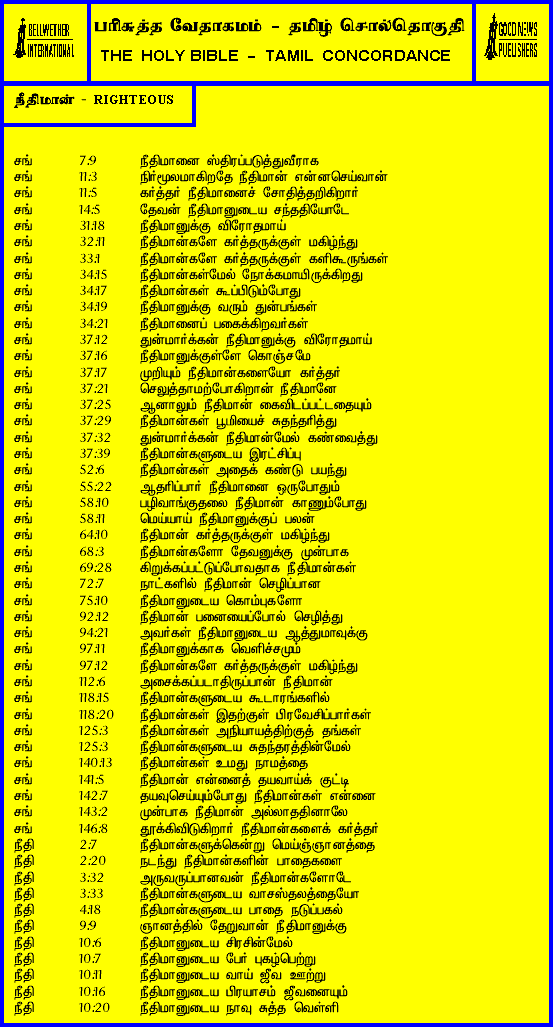 BELLWETHER
INTERNATIONAL
பரிசுத்த வேதாகமம் - தமிழ் சொல்தொகுதி
THE HOLY BIBLE - TAMIL CONCORDANCE
GOOD NEWS
PUBLISHERS
நீதிமான் - RIGHTEOUS
சங் 7:9 நீதிமானை ஸ்திரப்படுத்துவீராக
சங் 11:3 நிர்மூலமாகிறதே நீதிமான் என்னசெய்வான்
சங் 11:5 கர்த்தர் நீதிமானைச் சோதித்தறிகிறார்
சங் 14:5 தேவன் நீதிமானுடைய சந்ததியோடே
சங் 31:18 நீதிமானுக்கு விரோதமாய்
சங் 32:11 நீதிமான்களே கர்த்தருக்குள் மகிழ்ந்து
சங் 33:1 நீதிமான்களே கர்த்தருக்குள் களிகூருங்கள்
சங் 34:15 நீதிமான்கள்மேல் நோக்கமாயிருக்கிறது
சங் 34:17 நீதிமான்கள் கூப்பிடும்போது
சங் 34:19 நீதிமானுக்கு வரும் துன்பங்கள்
சங் 34:21 நீதிமானைப் பகைக்கிறவர்கள்
சங் 37:12 துன்மார்க்கன் நீதிமானுக்கு விரோதமாய்
சங் 37:16 நீதிமானுக்குள்ளே கொஞ்சமே
சங் 37:17 முறியும் நீதிமான்களையோ கர்த்தர்
சங் 37:21 செலுத்தாமற்போகிறான் நீதிமானே
சங் 37:25 ஆனாலும் நீதிமான் கைவிடப்பட்டதையும்
சங் 37:29 நீதிமான்கள் பூமியைச் சுதந்தரித்து
சங் 37:32 துன்மார்க்கன் நீதிமான்மேல் கண்வைத்து
சங் 37:39 நீதிமான்களுடைய இரட்சிப்பு
சங் 52:6 நீதிமான்கள் அதைக் கண்டு பயந்து
சங் 55:22 ஆதரிப்பார் நீதிமானை ஒருபோதும்
சங் 58:10 பழிவாங்குதலை நீதிமான் காணும்போது
சங் 58:11 மெய்யாய் நீதிமானுக்குப் பலன்
சங் 64:10 நீதிமான் கர்த்தருக்குள் மகிழ்ந்து
சங் 68:3 நீதிமான்களோ தேவனுக்கு முன்பாக
சங் 69:28 கிறுக்கப்பட்டுப்போவதாக நீதிமான்கள்
சங் 72:7 நாட்களில் நீதிமான் செழிப்பான
சங் 75:10 நீதிமானுடைய கொம்புகளோ
சங் 92:12 நீதிமான் பனையைப்போல் செழித்து
சங் 94:21 அவர்கள் நீதிமானுடைய ஆத்துமாவுக்கு
சங் 97:11 நீதிமானுக்காக வெளிச்சமும்
சங் 97:12 நீதிமான்களே கர்த்தருக்குள் மகிழ்ந்து
சங் 112:6 அசைக்கப்படாதிருப்பான் நீதிமான்
சங் 118:15 நீதிமான்களுடைய கூடாரங்களில்
சங் 118:20 நீதிமான்கள் இதற்குள் பிரவேசிப்பார்கள்
சங் 125:3 நீதிமான்கள் அநியாயத்திற்குத் தங்கள்
சங் 125:3 நீதிமான்களுடைய சுதந்தரத்தின்மேல்
சங் 140:13 நீதிமான்கள் உமது நாமத்தை
சங் 141:5 நீதிமான் என்னைத் தயவாய்க் குட்டி
சங் 142:7 தயவுசெய்யும்போது நீதிமான்கள் என்னை
சங் 143:2 முன்பாக நீதிமான் அல்லாததினாலே
சங் 146:8 தூக்கிவிடுகிறார் நீதிமான்களைக் கர்த்தர்
நீதி 2:7 நீதிமான்களுக்கென்று மெய்ஞ்ஞானத்தை
நீதி 2:20 நடந்து நீதிமான்களின் பாதைகளை
நீதி 3:32 அருவருப்பானவன் நீதிமான்களோடே
நீதி 3:33 நீதிமான்களுடைய வாசஸ்தலத்தையோ
நீதி 4:18 நீதிமான்களுடைய பாதை நடுப்பகல்
நீதி 9:9 ஞானத்தில் தேறுவான் நீதிமானுக்கு
நீதி 10:6 நீதிமானுடைய சிரசின்மேல்
நீதி 10:7 நீதிமானுடைய பேர் புகழ்பெற்று
நீதி 10:11 நீதிமானுடைய வாய் ஜீவ ஊற்று
நீதி 10:16 நீதிமானுடைய பிரயாசம் ஜீவனையும்
நீதி 10:20 நீதிமானுடைய நாவு சுத்த வெள்ளி